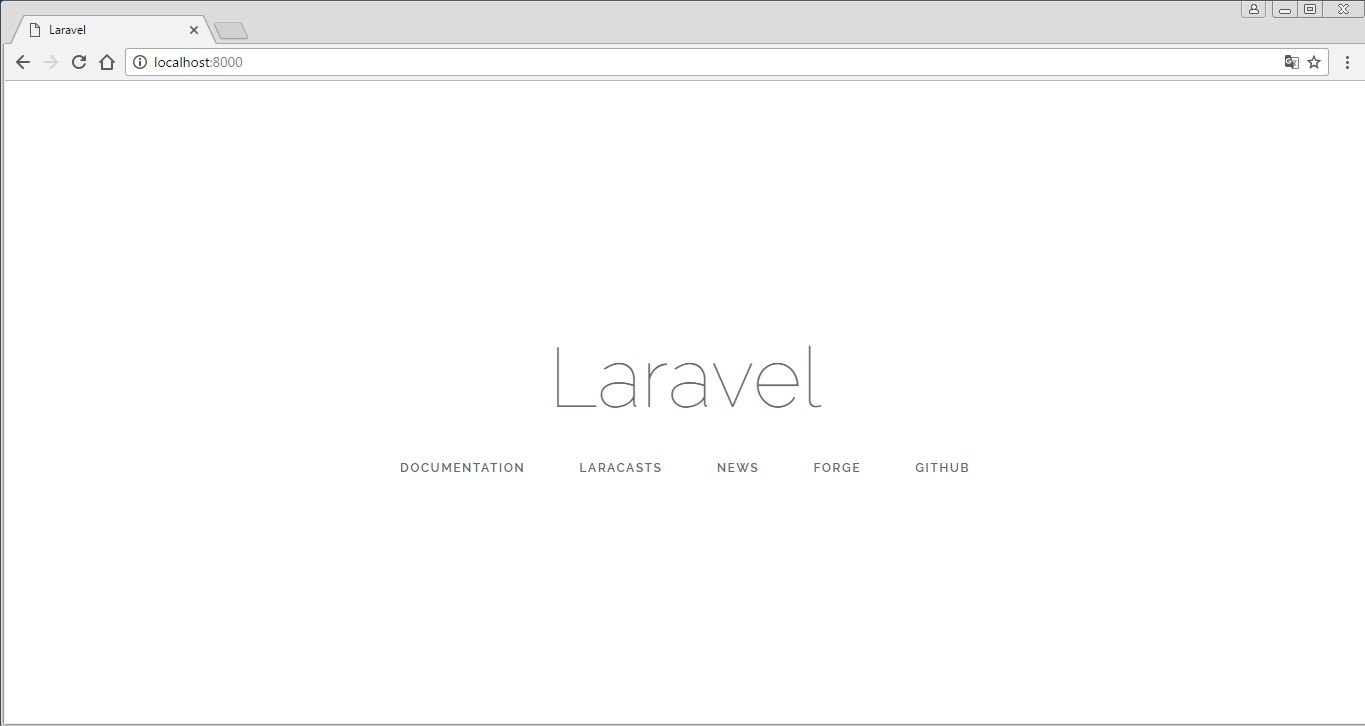 Laravel
localhost:8000
Laravel
DOCUMENTATION LARACASTS NEWS FORGE GITHUB